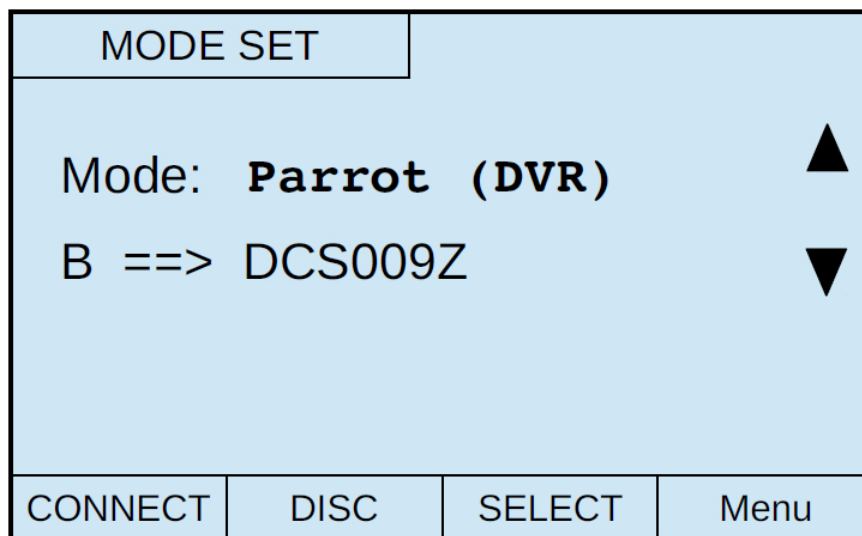 MODE SET
Mode: Parrot (DVR)
B ==> DCS009Z
CONNECT DISC SELECT Menu